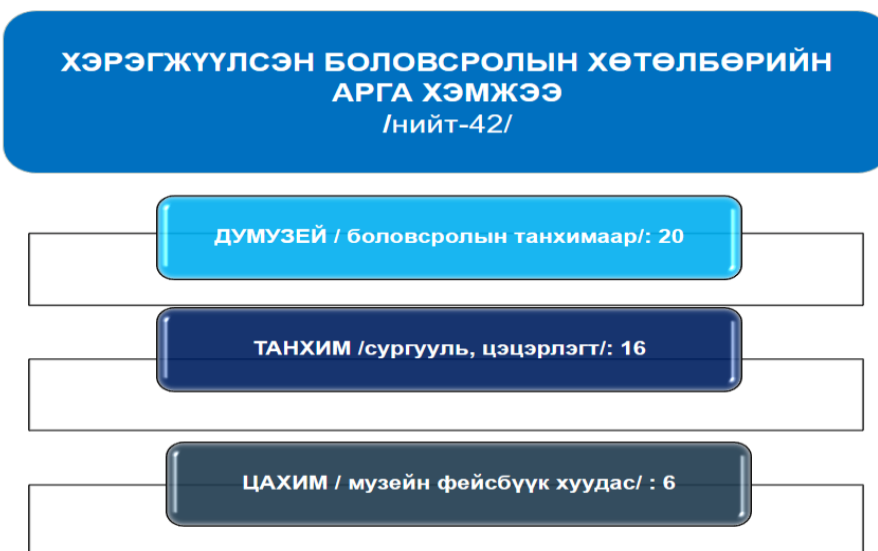 ХЭРЭГЖҮҮЛСЭН БОЛОВСРОЛЫН ХӨТӨЛБӨРИЙН
АРГА ХЭМЖЭЭ
/нийт-42/
ДУМУЗЕЙ / боловсролын танхимаар/: 20
ТАНХИМ /сургууль, цэцэрлэгт/: 16
ЦАХИМ / музейн фейсбүүк хуудас/ : 6